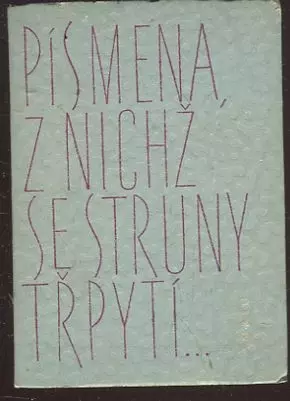 PÍSMENA,
Z NICHŽ
SE STRUNY
TŘPYTÍ...